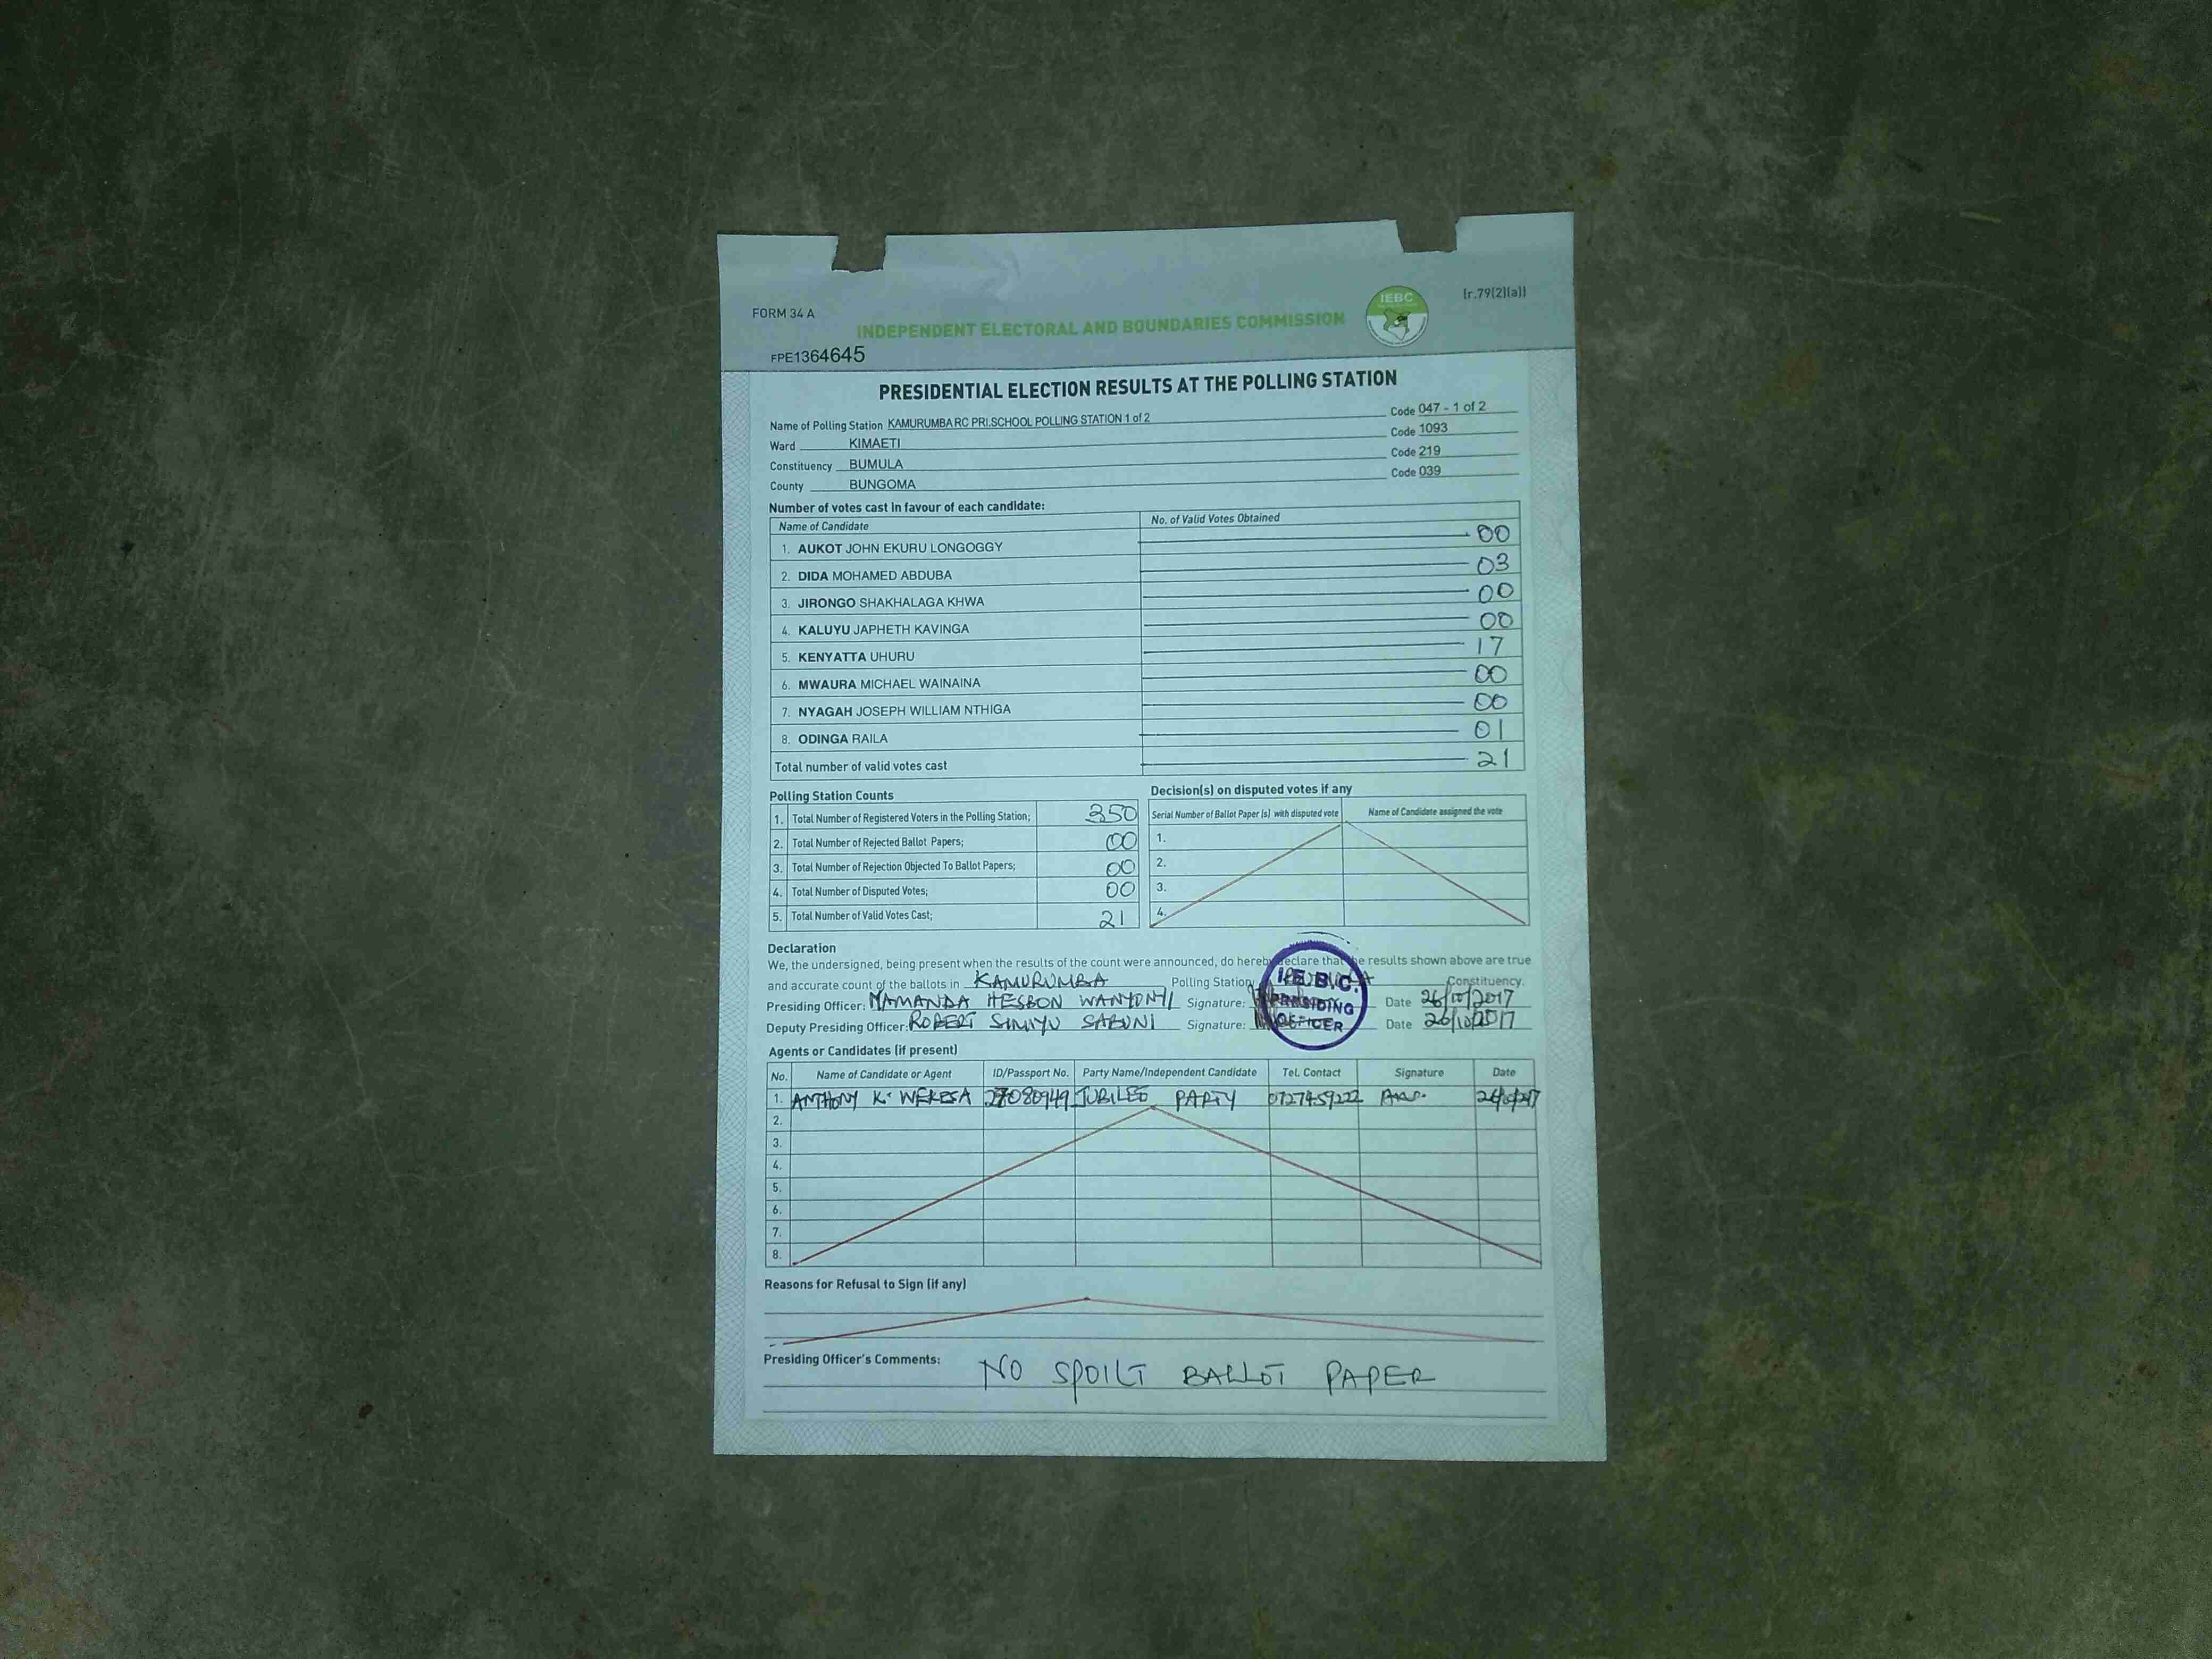 FORM 34 A
INDEPENDENT ELECTORAL AND BOUNDARIES COMMISSION
IEBC
(r.79(2)(a))
FPE1364645
PRESIDENTIAL ELECTION RESULTS AT THE POLLING STATION
Name of Polling Station KAMURUMBA RC PRI.SCHOOL POLLING STATION 1 of 2 Code 047 - 1 of 2
Ward KIMAETI Code 1093
Constituency BUMULA Code 219
County BUNGOMA Code 039
Number of votes cast in favour of each candidate:
Name of Candidate No. of Valid Votes Obtained
1. AUKOT JOHN EKURU LONGOGGY 00
2. DIDA MOHAMED ABDUBA 03
3. JIRONGO SHAKHALAGA KHWA 00
4. KALUYU JAPHETH KAVINGA 00
5. KENYATTA UHURU 17
6. MWAURA MICHAEL WAINAINA 00
7. NYAGAH JOSEPH WILLIAM NTHIGA 00
8. ODINGA RAILA 01
Total number of valid votes cast 21
Polling Station Counts
1. Total Number of Registered Voters in the Polling Station; 350
2. Total Number of Rejected Ballot Papers; 00
3. Total Number of Rejection Objected To Ballot Papers; 00
4. Total Number of Disputed Votes; 00
5. Total Number of Valid Votes Cast; 21
Decision(s) on disputed votes if any
Serial Number of Ballot Paper (s) with disputed vote Name of Candidate assigned the vote
1.
2.
3.
4.
Declaration
We, the undersigned, being present when the results of the count were announced, do hereby declare that the results shown above are true
and accurate count of the ballots in KAMURUMBA Polling Station Constituency.
Presiding Officer: WANYONYI Signature: Date 26/10/2017
Deputy Presiding Officer: ROBERT SIMIYU SABUNI Signature: Date 26/10/2017
I.E.B.C.
PRESIDING
OFFICER
Agents or Candidates (if present)
No. Name of Candidate or Agent ID/Passport No. Party Name/Independent Candidate Tel. Contact Signature Date
1. ANTHONY K. WEKESA 27080949 JUBILEE PARTY 0727459222 26/10/2017
2.
3.
4.
5.
6.
7.
8.
Reasons for Refusal to Sign (if any)
Presiding Officer's Comments: NO SPOILT BALLOT PAPER